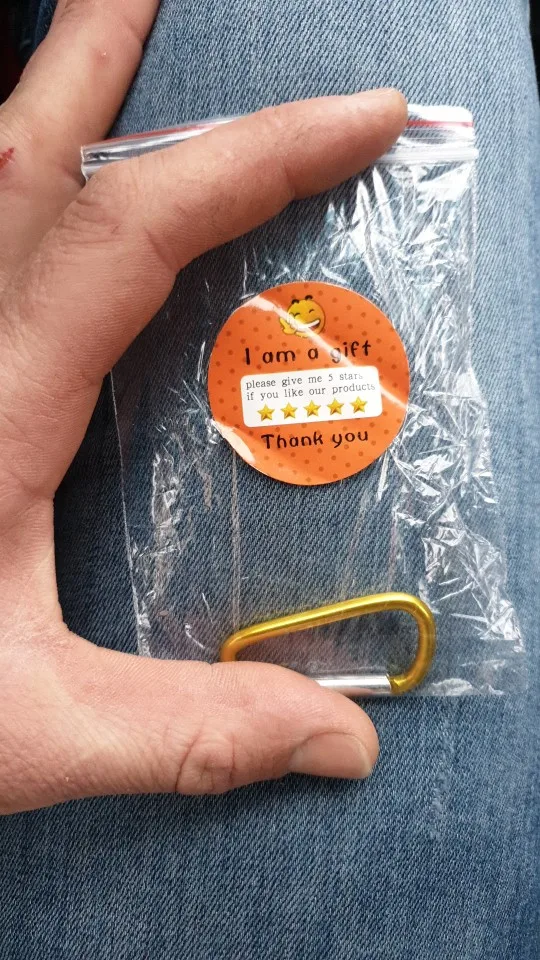 I am a gift
please give me 5 stars
if you like our products
Thank you